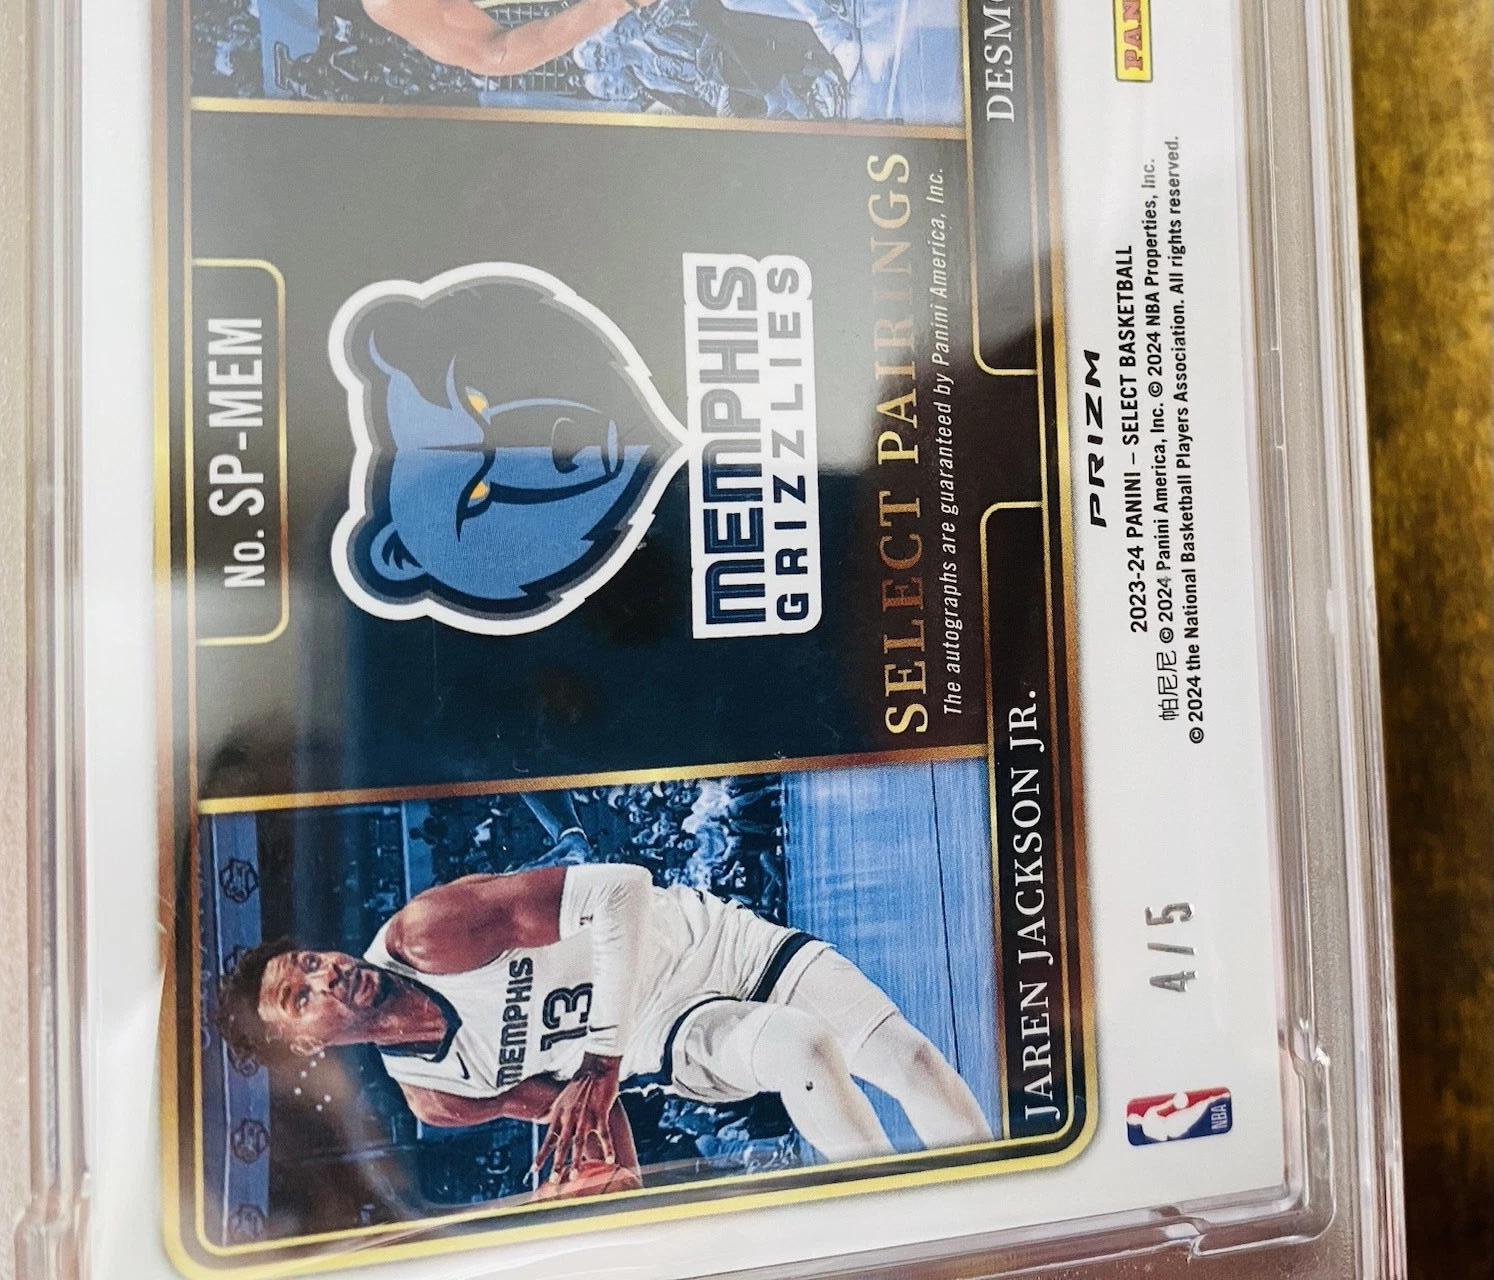 No. SP-MEM
MEMPHIS
GRIZZLIES
SELECT PAIRINGS
The autographs are guaranteed by Panini America, Inc.
MEMPHIS
13
JAREN JACKSON JR.
DESMO
PRIZM
2023-24 PANINI – SELECT BASKETBALL
帕尼尼 © 2024 Panini America, Inc. © 2024 NBA Properties, Inc.
© 2024 the National Basketball Players Association. All rights reserved.
NBA
4/5
PAN